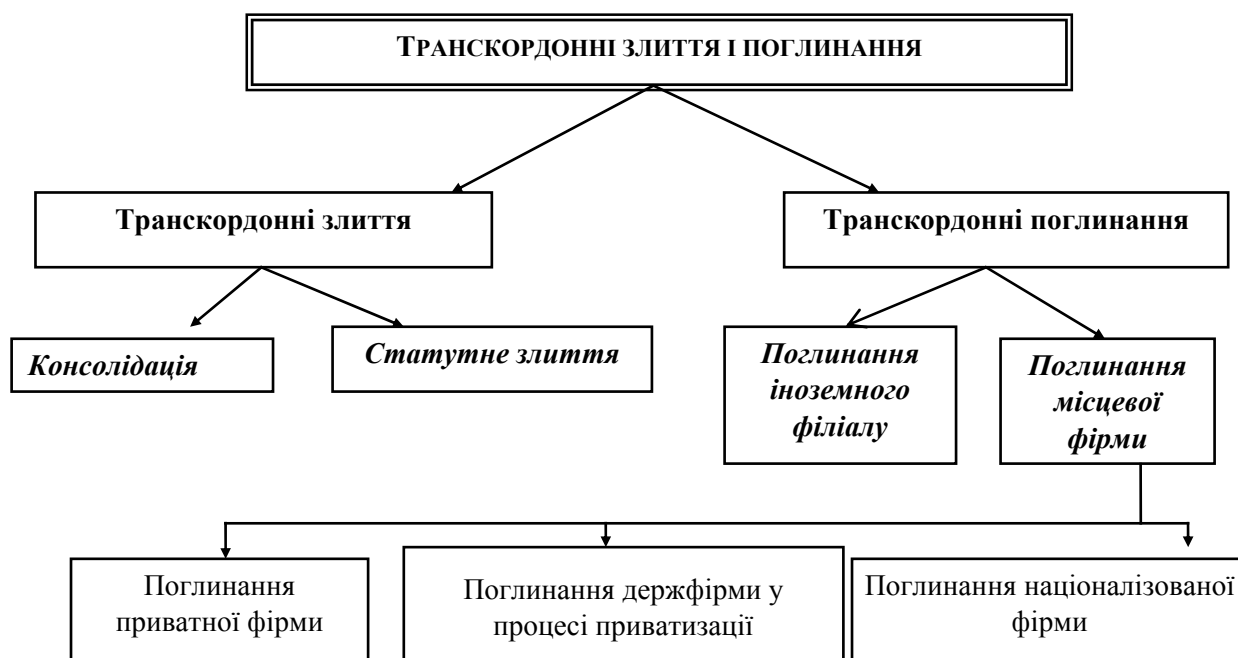 ТРАНСКОРДОННІ ЗЛИТТЯ І ПОГЛИНАННЯ
Транскордонні злиття
Транскордонні поглинання
Консолідація
Статутне злиття
Поглинання
іноземного
філіалу
Поглинання
місцевої
фірми
Поглинання
приватної фірми
Поглинання держфірми у
процесі приватизації
Поглинання націоналізованої
фірми